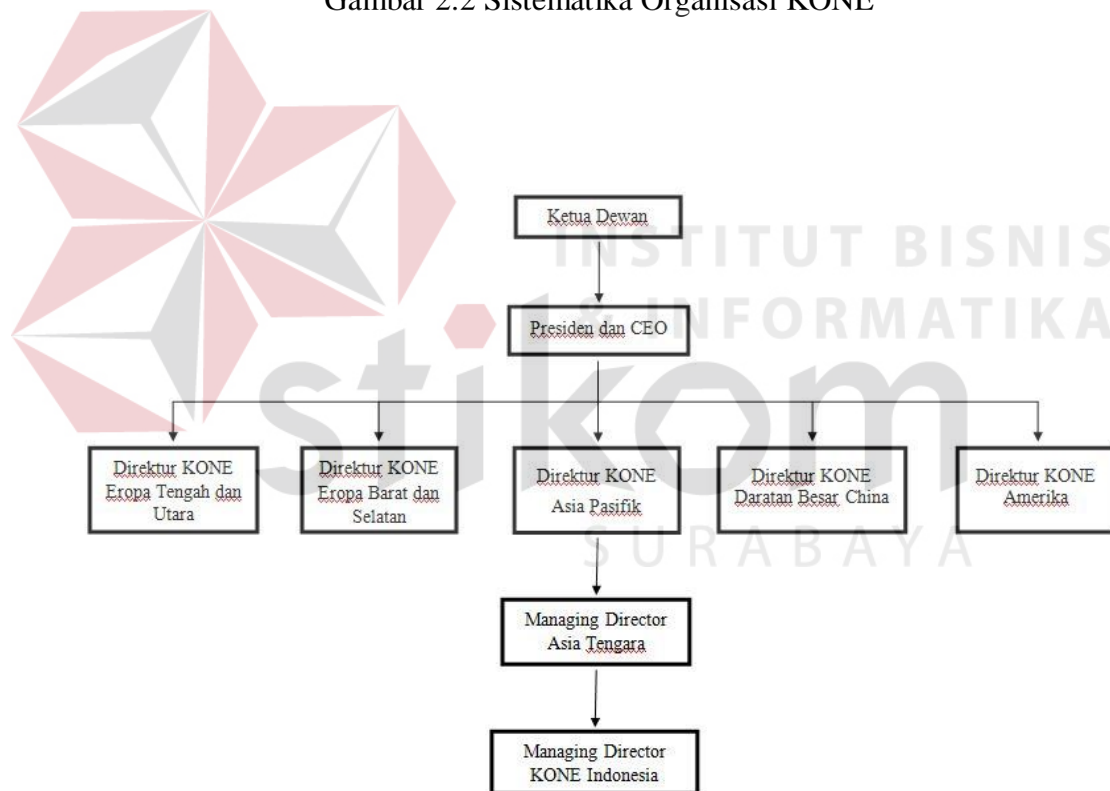 Gambar 2.2 Sistematika Organisasi KONE
Ketua Dewan
INSTITUT BISNIS
& INFORMATIKA
Presiden dan CEO
stikom
Direktur KONE
Eropa Tengah dan
Utara
Direktur KONE
Eropa Barat dan
Selatan
Direktur KONE
Asia Pasifik
Direktur KONE
Daratan Besar China
Direktur KONE
Amerika
SURABAYA
Managing Director
Asia Tengara
Managing Director
KONE Indonesia